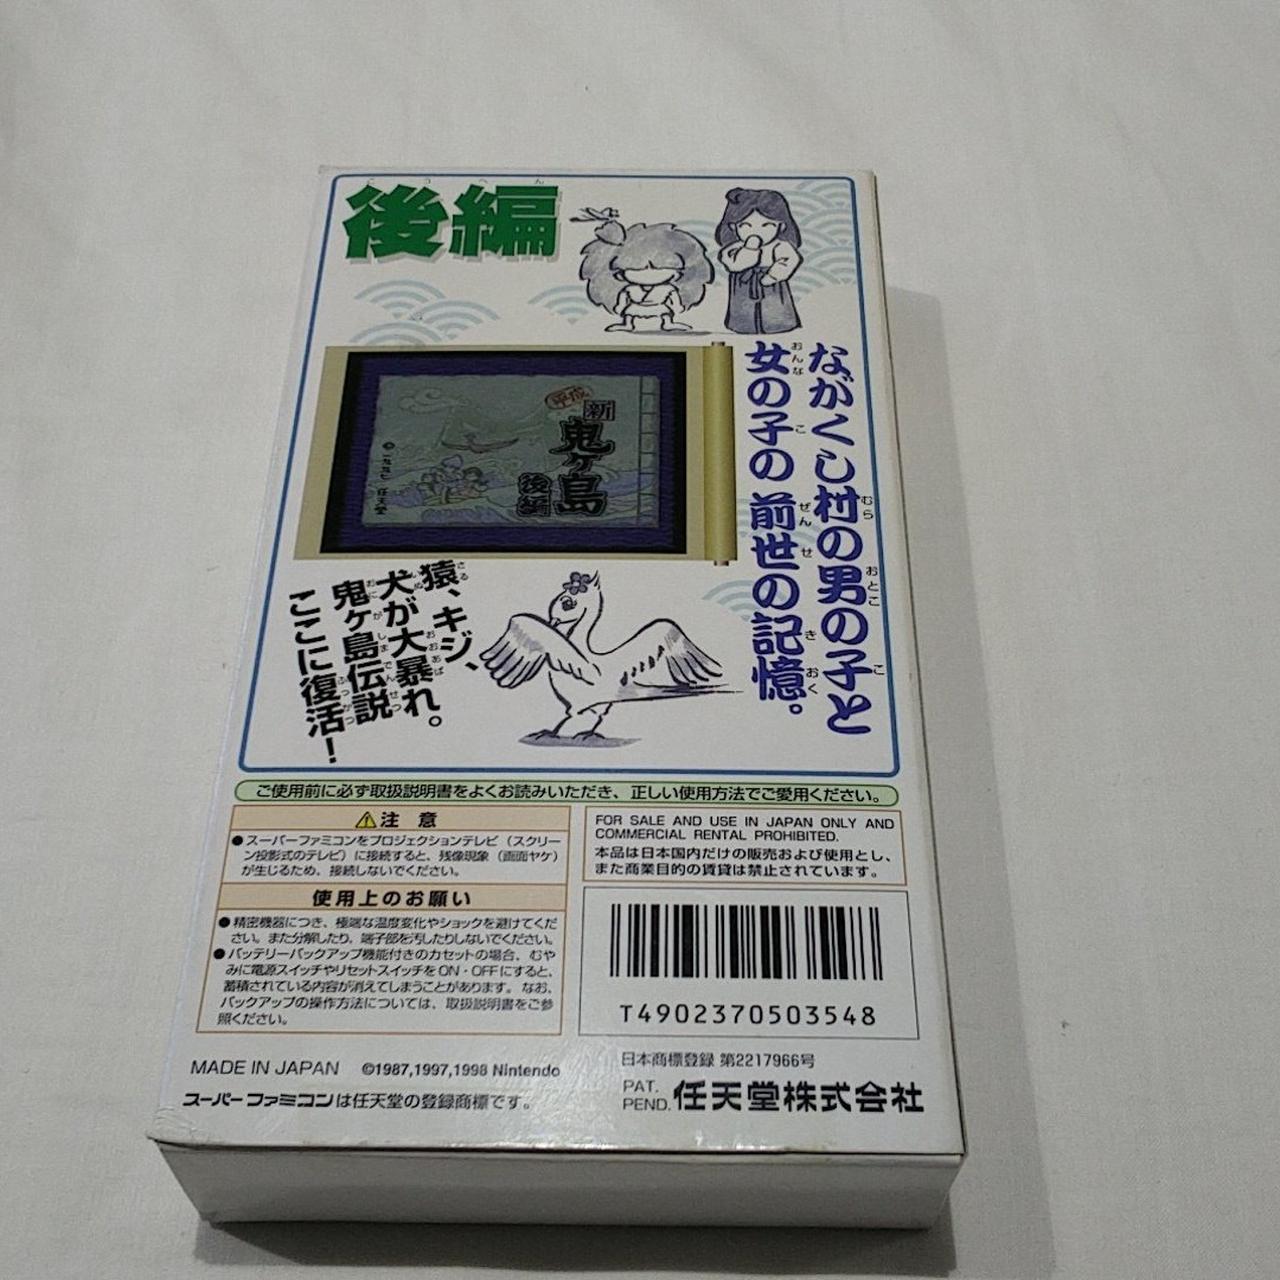 こうへん
後編
ながくし村の男の子と
女の子の前世の記憶。
平成
新
鬼ヶ島
後編
©一九九七 任天堂
猿、キジ、
犬が大暴れ。
鬼ヶ島伝説
ここに復活！
ご使用前に必ず取扱説明書をよくお読みいただき、正しい使用方法でご愛用ください。
⚠注 意
●スーパーファミコンをプロジェクションテレビ（スクリー
ン投影式のテレビ）に接続すると、残像現象（画面ヤケ）
が生じるため、接続しないでください。
使用上のお願い
●精密機器につき、極端な温度変化やショックを避けてくだ
さい。また分解したり、端子部を汚したりしないでください。
●バッテリーバックアップ機能付きのカセットの場合、むや
みに電源スイッチやリセットスイッチをON・OFFにすると、
蓄積されている内容が消えてしまうことがあります。なお、
バックアップの操作方法については、取扱説明書をご参
照ください。
FOR SALE AND USE IN JAPAN ONLY AND
COMMERCIAL RENTAL PROHIBITED.
本品は日本国内だけの販売および使用とし、
また商業目的の賃貸は禁止されています。
T4902370503548
MADE IN JAPAN ©1987,1997,1998 Nintendo
スーパーファミコンは任天堂の登録商標です。
日本商標登録 第2217966号
PAT.
PEND. 任天堂株式会社